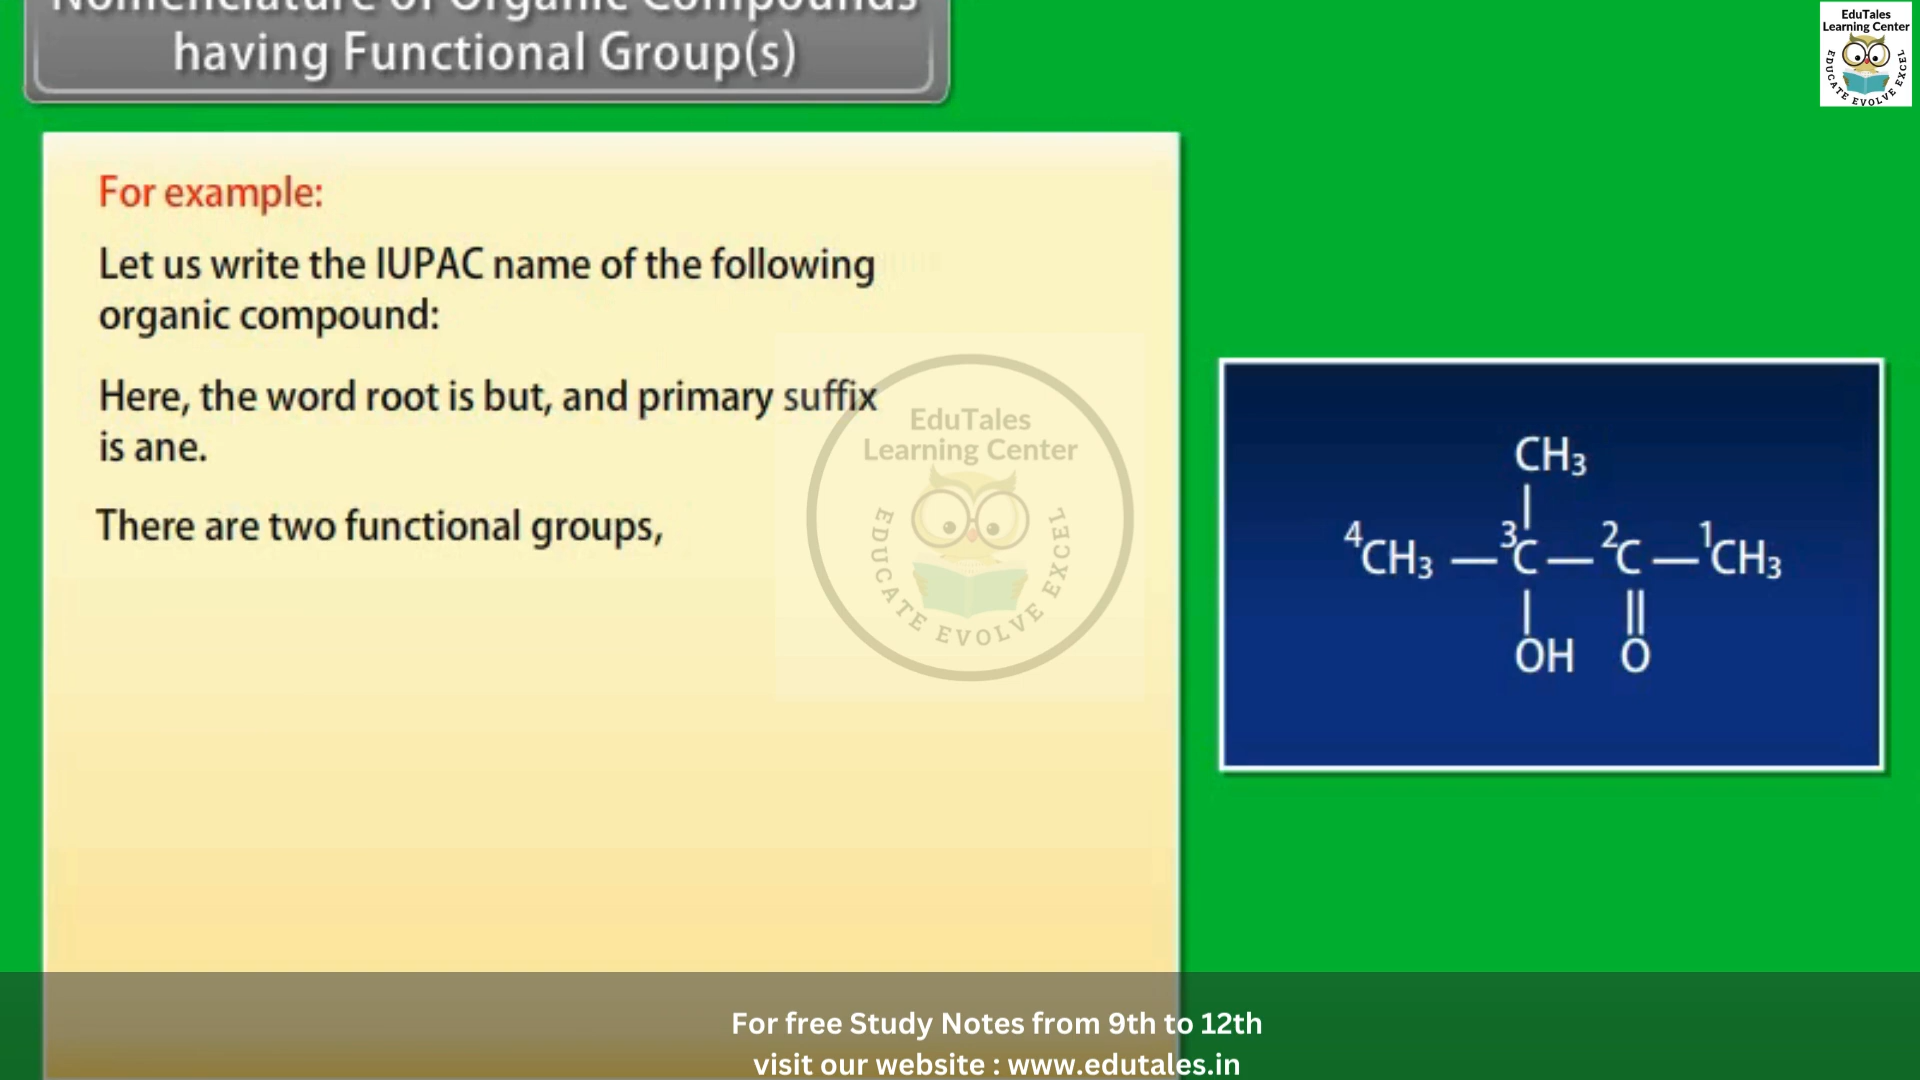 Nomenclature of Organic Compounds
having Functional Group(s)
EduTales
Learning Center
EDUCATE EVOLVE EXCEL
For example:
Let us write the IUPAC name of the following
organic compound:
Here, the word root is but, and primary suffix
is ane.
There are two functional groups,
EduTales
Learning Center
EDUCATE EVOLVE EXCEL
CH₃
|
⁴CH₃ — ³C — ²C — ¹CH₃
| ||
OH O
For free Study Notes from 9th to 12th
visit our website : www.edutales.in